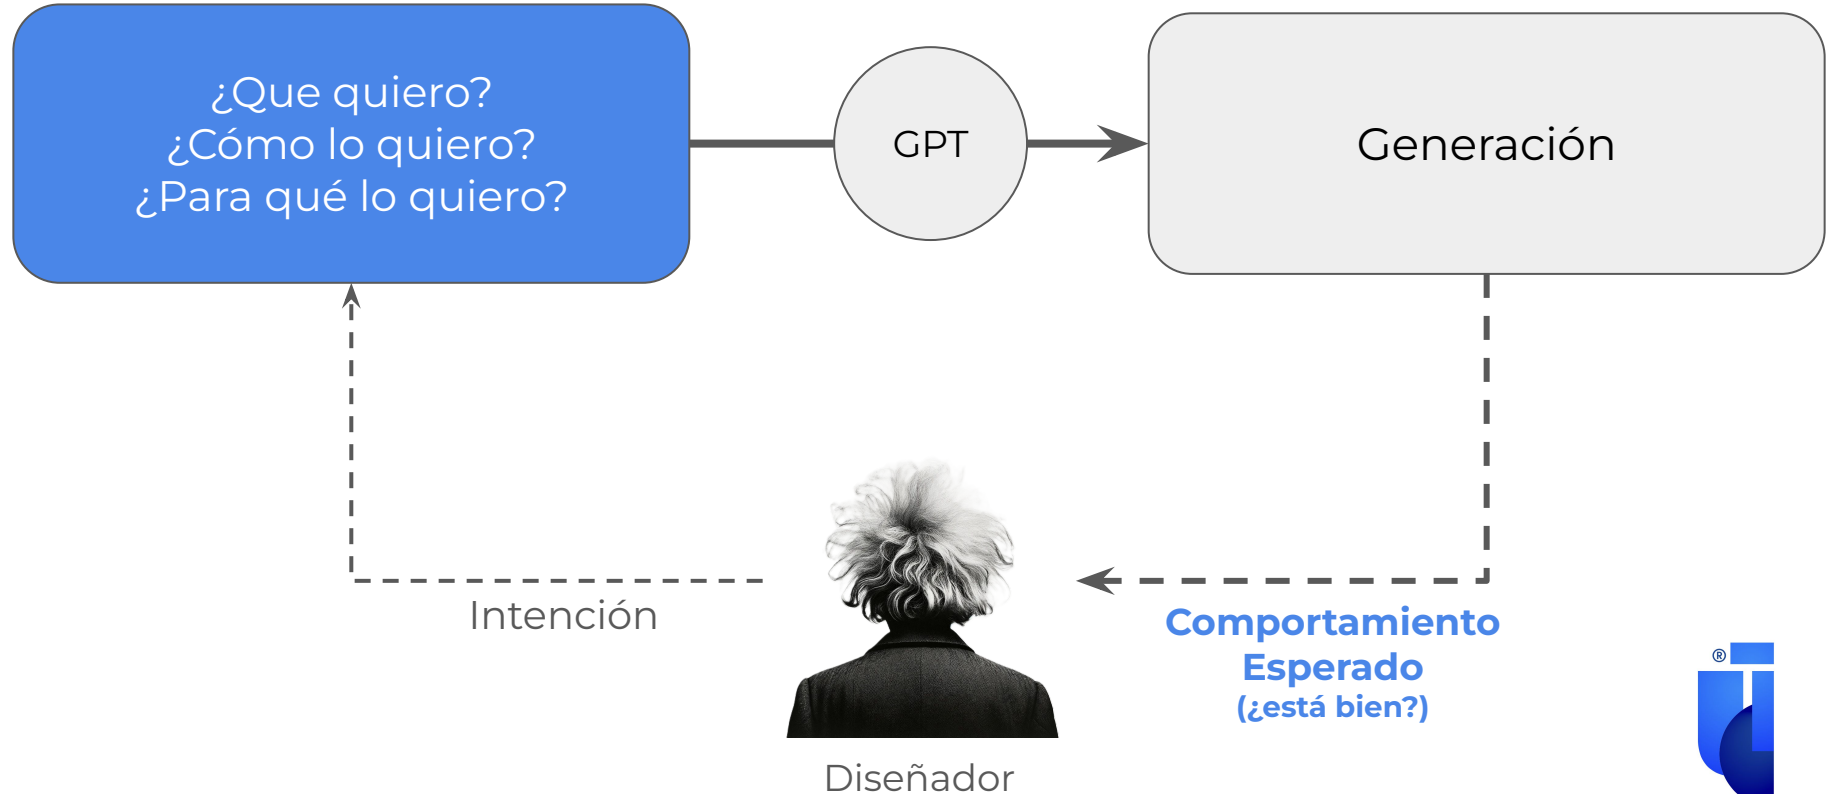 ¿Que quiero?
¿Cómo lo quiero?
¿Para qué lo quiero?
GPT
Generación
Intención
Comportamiento
Esperado
(¿está bien?)
Diseñador
®